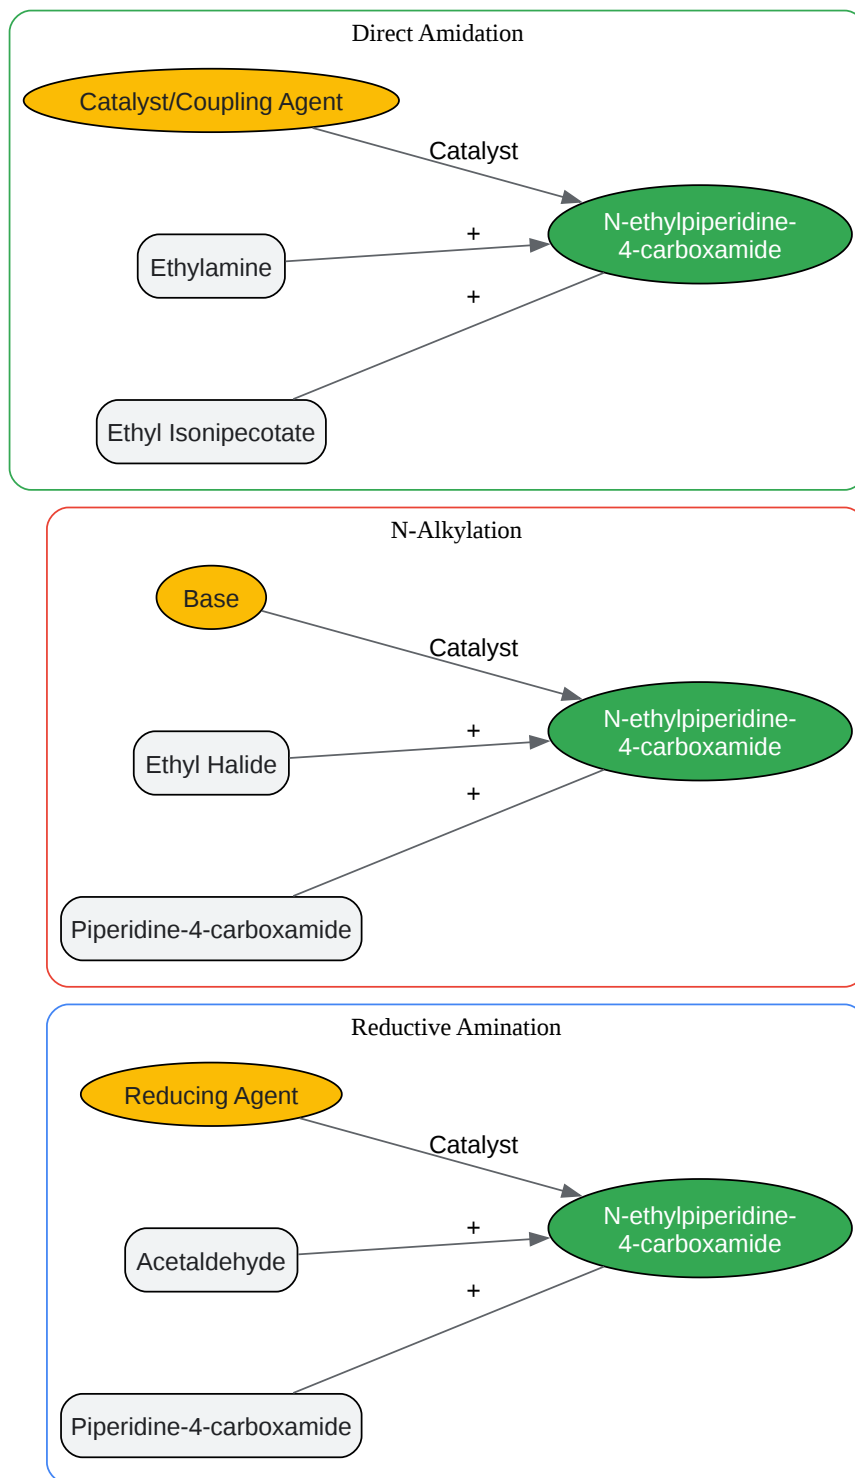 Direct Amidation
Catalyst/Coupling Agent
Catalyst
N-ethylpiperidine-
4-carboxamide
+
Ethylamine
+
Ethyl Isonipecotate
N-Alkylation
Base
Catalyst
N-ethylpiperidine-
4-carboxamide
+
Ethyl Halide
+
Piperidine-4-carboxamide
Reductive Amination
Reducing Agent
Catalyst
N-ethylpiperidine-
4-carboxamide
+
Acetaldehyde
+
Piperidine-4-carboxamide